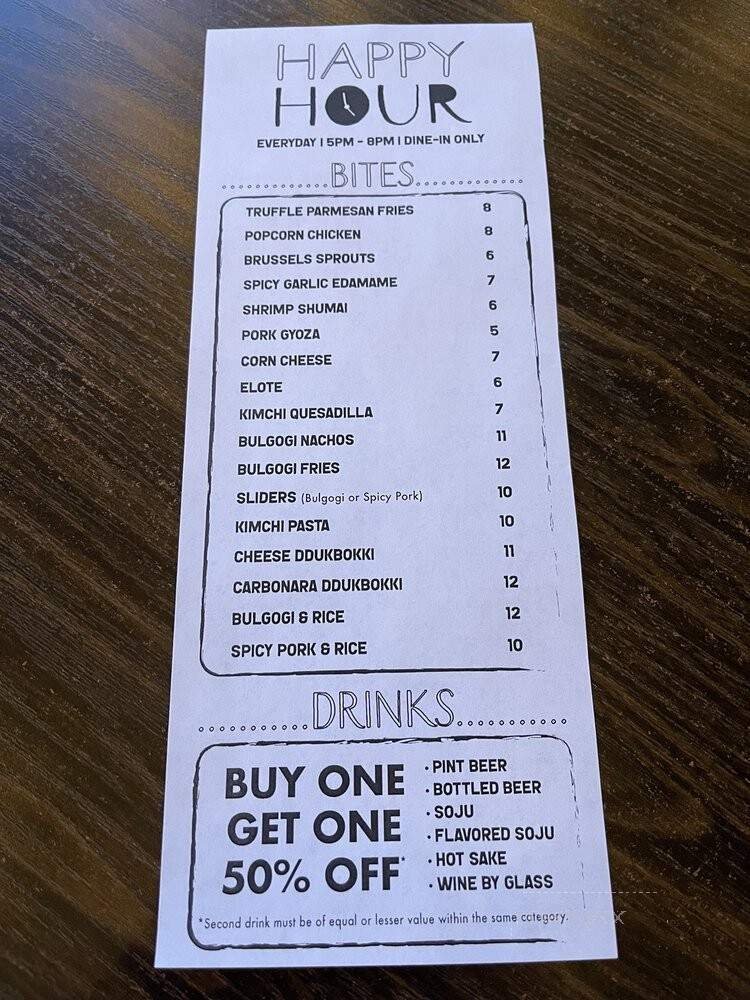 HAPPY
HOUR
EVERYDAY | 5PM - 8PM | DINE-IN ONLY
BITES
TRUFFLE PARMESAN FRIES 8
POPCORN CHICKEN 8
BRUSSELS SPROUTS 6
SPICY GARLIC EDAMAME 7
SHRIMP SHUMAI 6
PORK GYOZA 5
CORN CHEESE 7
ELOTE 6
KIMCHI QUESADILLA 7
BULGOGI NACHOS 11
BULGOGI FRIES 12
SLIDERS (Bulgogi or Spicy Pork) 10
KIMCHI PASTA 10
CHEESE DDUKBOKKI 11
CARBONARA DDUKBOKKI 12
BULGOGI & RICE 12
SPICY PORK & RICE 10
DRINKS
BUY ONE
GET ONE
50% OFF*
· PINT BEER
· BOTTLED BEER
· SOJU
· FLAVORED SOJU
· HOT SAKE
· WINE BY GLASS
*Second drink must be of equal or lesser value within the same category.